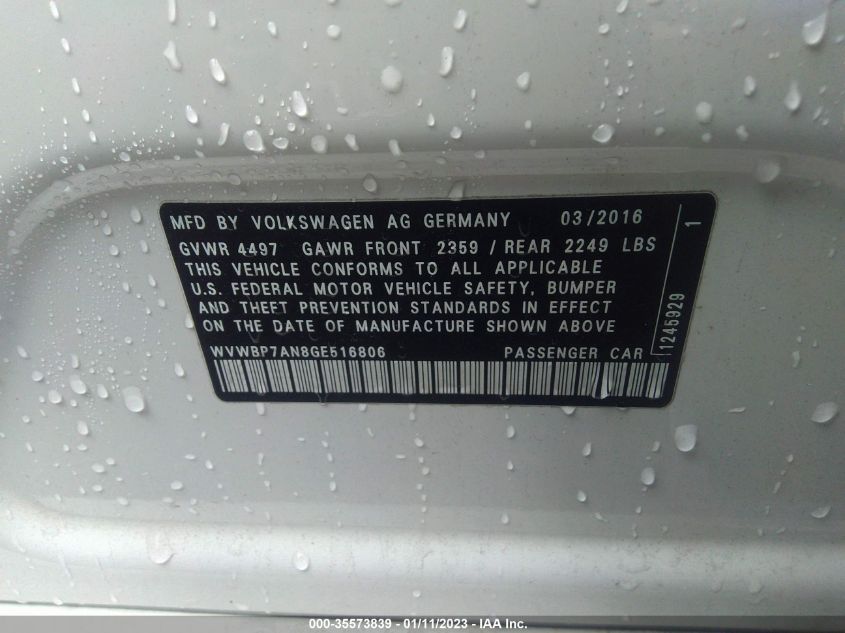 MFD BY VOLKSWAGEN AG GERMANY 03/2016
GVWR 4497 GAWR FRONT 2359 / REAR 2249 LBS
THIS VEHICLE CONFORMS TO ALL APPLICABLE
U.S. FEDERAL MOTOR VEHICLE SAFETY, BUMPER
AND THEFT PREVENTION STANDARDS IN EFFECT
ON THE DATE OF MANUFACTURE SHOWN ABOVE
WVWBP7AN8GE516806 PASSENGER CAR
1245929 1
000-35573839 - 01/11/2023 - IAA Inc.